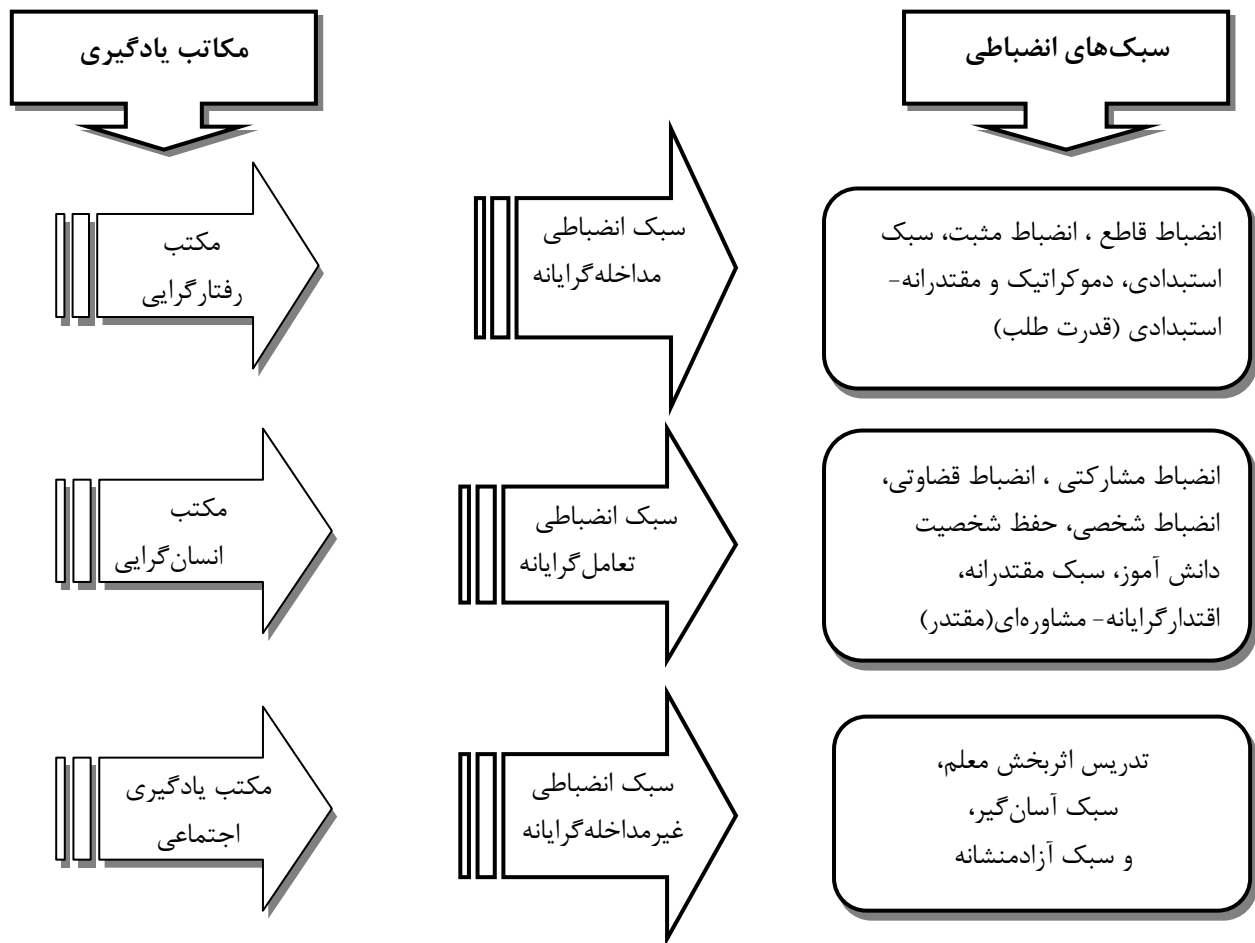 مکاتب یادگیری
سبک‌های انضباطی
مکتب
رفتارگرایی
سبک انضباطی
مداخله‌گرایانه
انضباط قاطع ، انضباط مثبت، سبک
استبدادی، دموکراتیک و مقتدرانه-
استبدادی (قدرت طلب)
مکتب
انسان‌گرایی
سبک انضباطی
تعامل‌گرایانه
انضباط مشارکتی ، انضباط قضاوتی،
انضباط شخصی، حفظ شخصیت
دانش آموز، سبک مقتدرانه،
اقتدارگرایانه- مشاوره‌ای(مقتدر)
مکتب یادگیری
اجتماعی
سبک انضباطی
غیرمداخله‌گرایانه
تدریس اثربخش معلم،
سبک آسان‌گیر،
و سبک آزادمنشانه